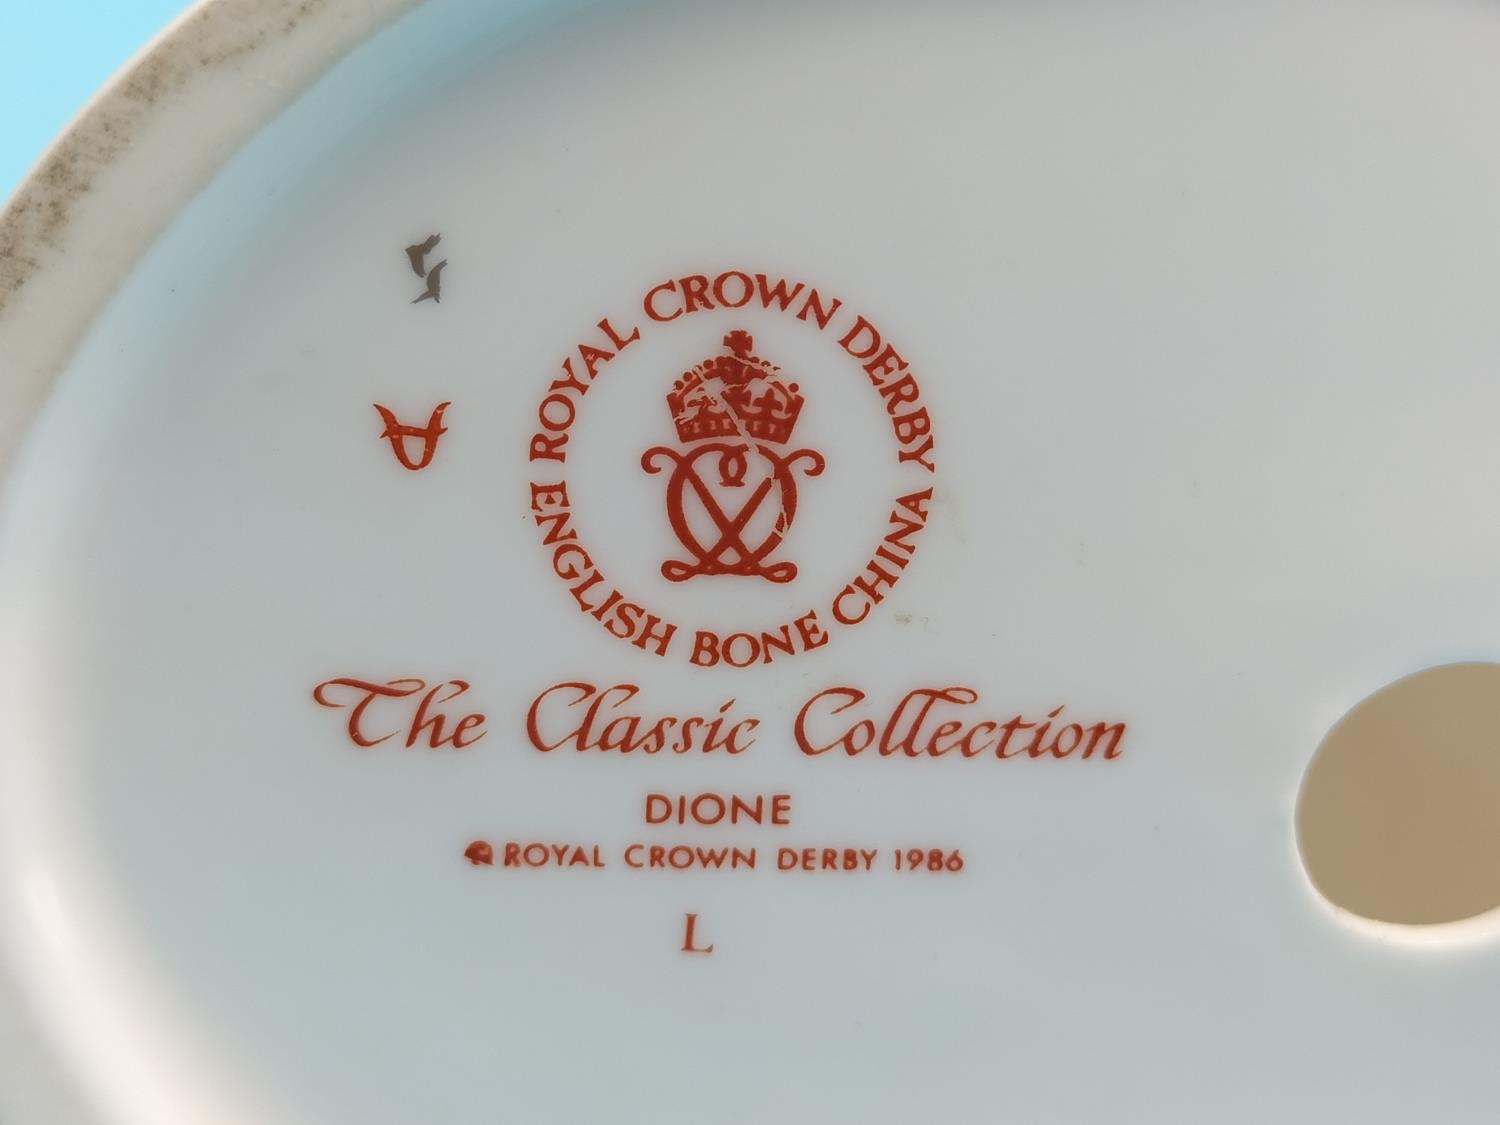 ROYAL CROWN DERBY
ENGLISH BONE CHINA
The Classic Collection
DIONE
ROYAL CROWN DERBY 1986
L